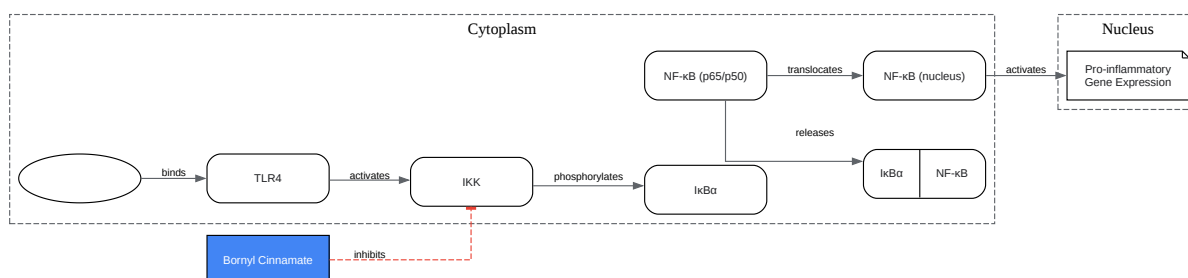 Cytoplasm
Nucleus
NF-κB (p65/p50)
translocates
NF-κB (nucleus)
activates
Pro-inflammatory
Gene Expression
releases
binds
TLR4
activates
IKK
phosphorylates
IκBα
IκBα
NF-κB
Bornyl Cinnamate
inhibits